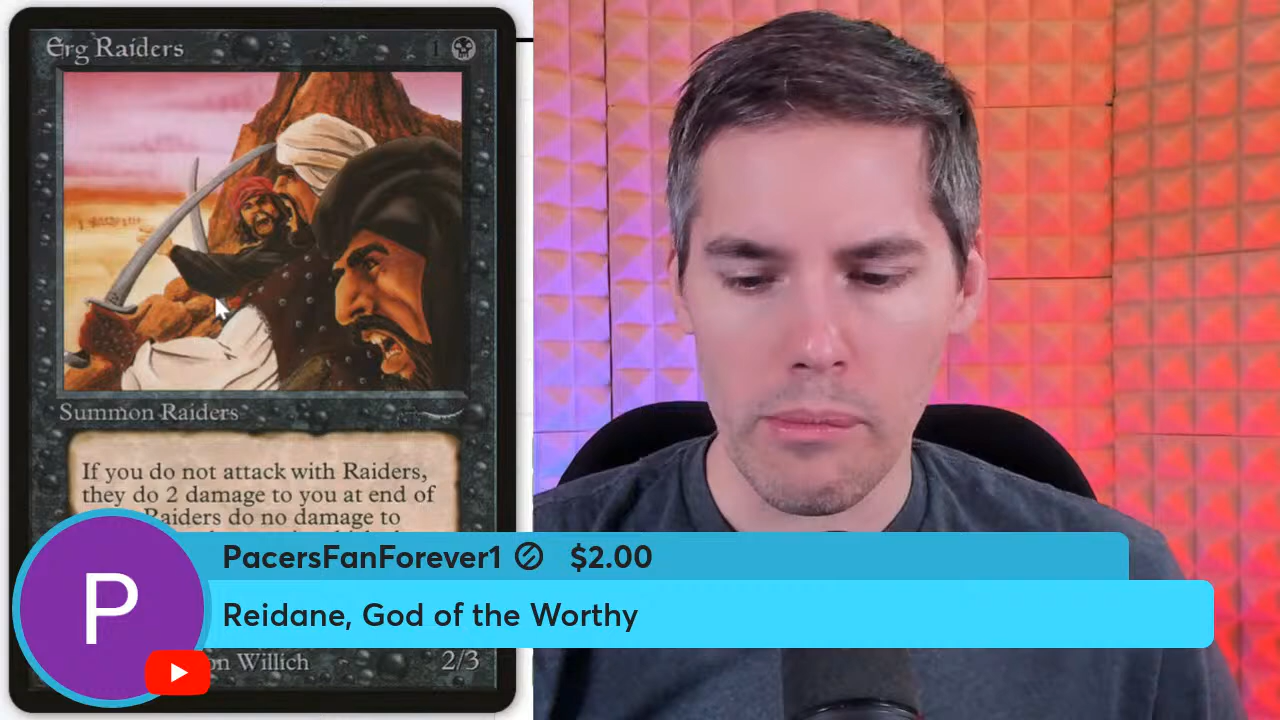 Erg Raiders 1
Summon Raiders
If you do not attack with Raiders,
they do 2 damage to you at end of
Raiders do no damage to
PacersFanForever1 $2.00
Reidane, God of the Worthy
P
on Willich 2/3